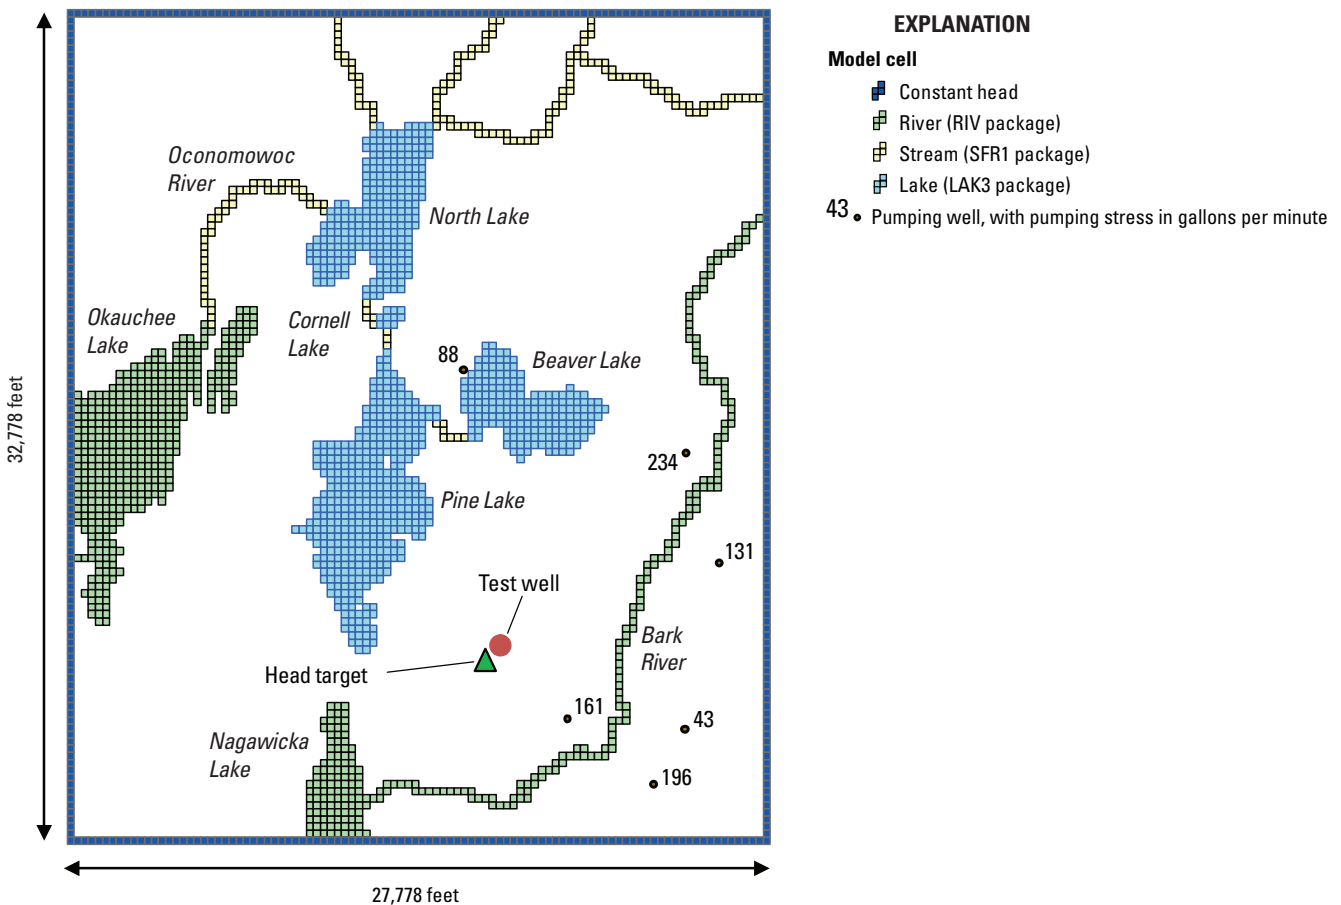 EXPLANATION
Model cell
Constant head
River (RIV package)
Stream (SFR1 package)
Lake (LAK3 package)
43
Pumping well, with pumping stress in gallons per minute
Oconomowoc
River
North Lake
Okauchee
Lake
Cornell
Lake
88
Beaver Lake
32,778 feet
234
Pine Lake
131
Test well
Bark
River
Head target
161
43
Nagawicka
Lake
196
27,778 feet